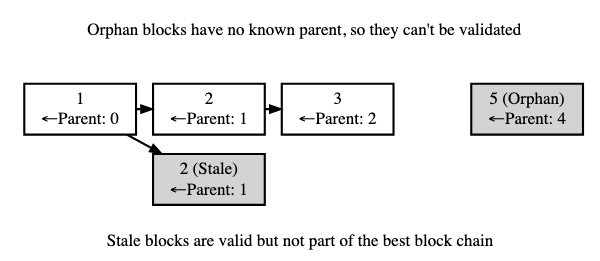 Orphan blocks have no known parent, so they can't be validated
1
←Parent: 0
2
←Parent: 1
3
←Parent: 2
5 (Orphan)
←Parent: 4
2 (Stale)
←Parent: 1
Stale blocks are valid but not part of the best block chain